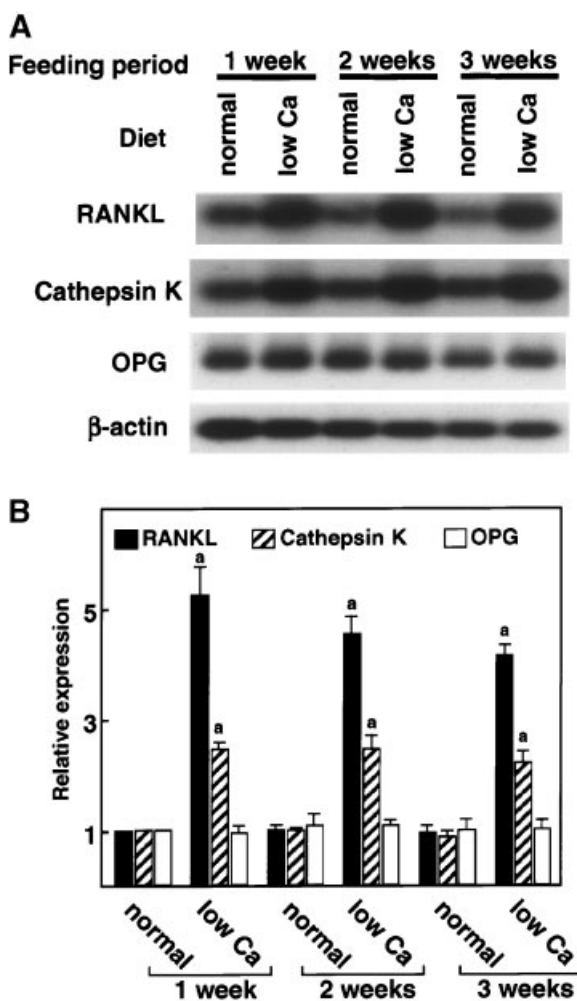 A
Feeding period 1 week 2 weeks 3 weeks
Diet normal low Ca normal low Ca normal low Ca
RANKL
Cathepsin K
OPG
β-actin
B
RANKL Cathepsin K OPG
a
a
a
a
a
a
5
3
1
Relative expression
normal low Ca normal low Ca normal low Ca
1 week 2 weeks 3 weeks